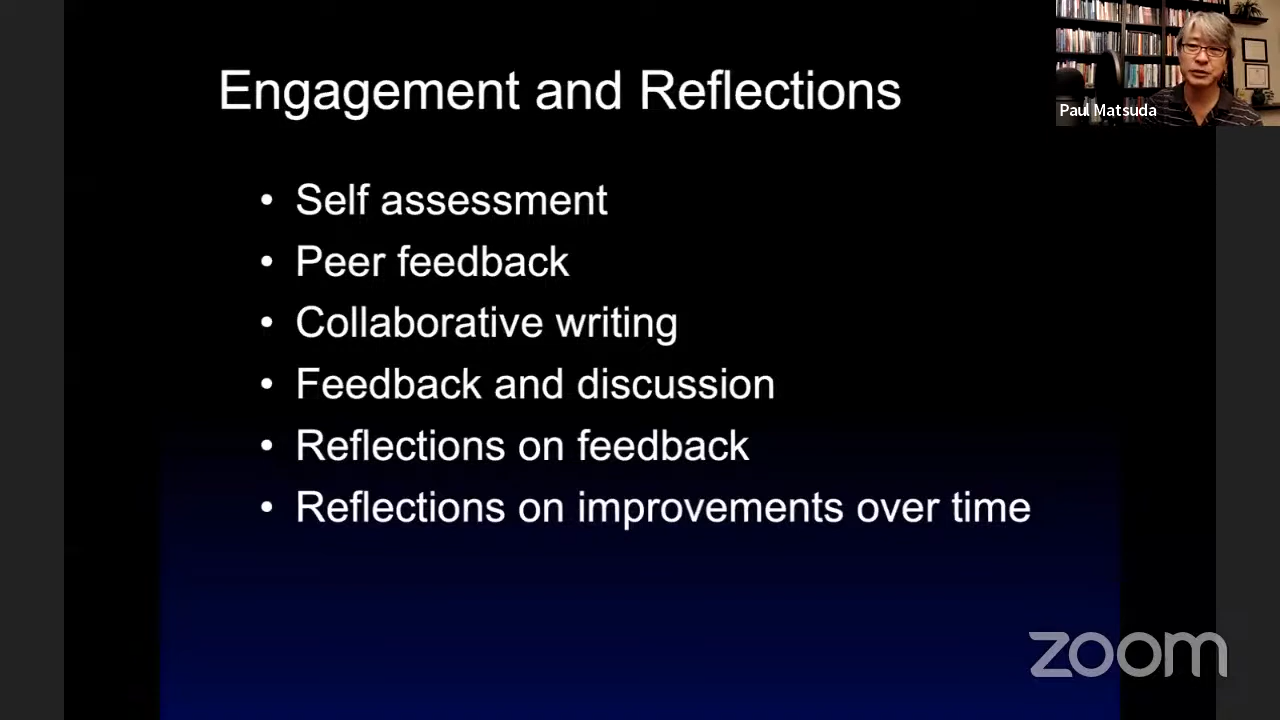 Engagement and Reflections
Paul Matsuda
• Self assessment
• Peer feedback
• Collaborative writing
• Feedback and discussion
• Reflections on feedback
• Reflections on improvements over time
zoom